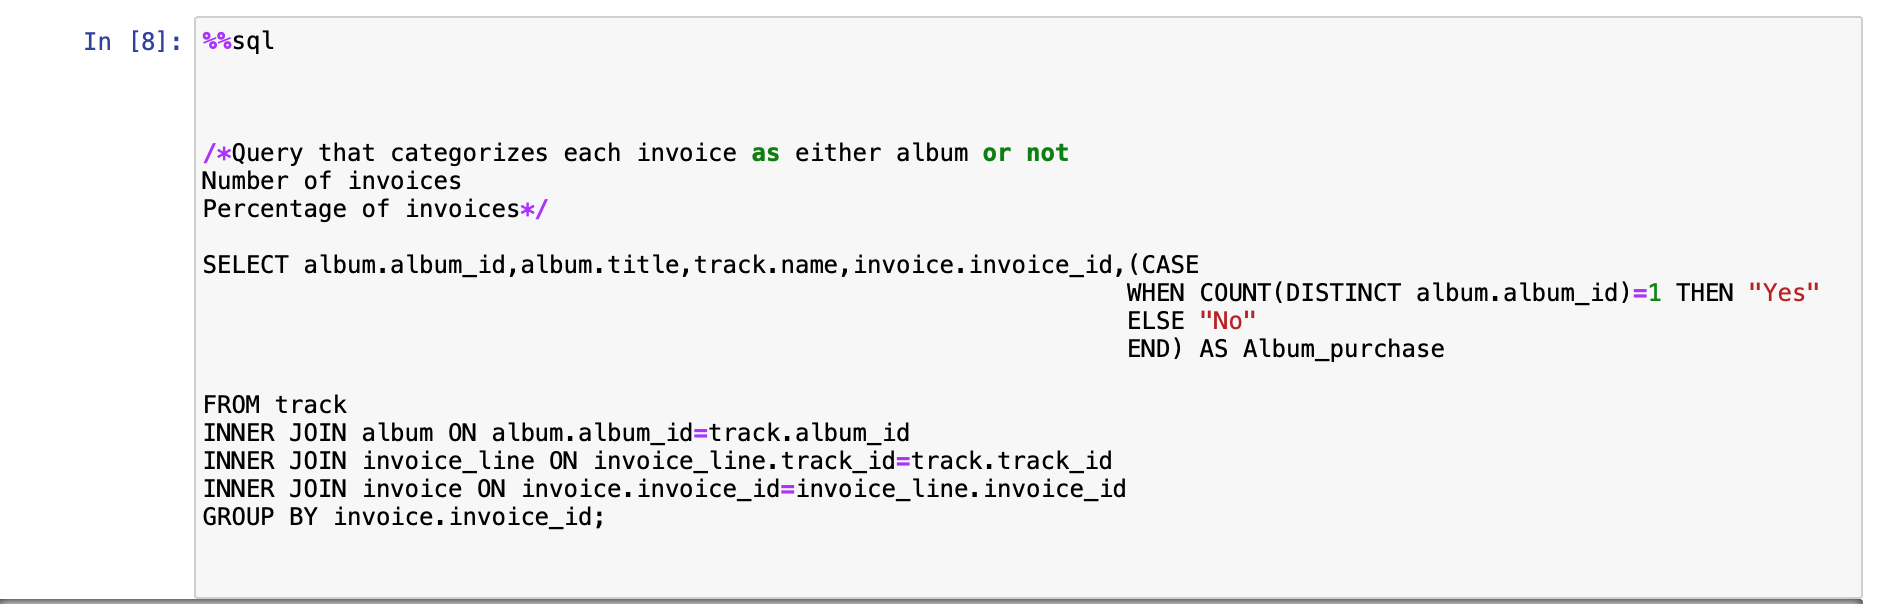 In [8]: %%sql
/*Query that categorizes each invoice as either album or not
Number of invoices
Percentage of invoices*/
SELECT album.album_id,album.title,track.name,invoice.invoice_id,(CASE
WHEN COUNT(DISTINCT album.album_id)=1 THEN "Yes"
ELSE "No"
END) AS Album_purchase
FROM track
INNER JOIN album ON album.album_id=track.album_id
INNER JOIN invoice_line ON invoice_line.track_id=track.track_id
INNER JOIN invoice ON invoice.invoice_id=invoice_line.invoice_id
GROUP BY invoice.invoice_id;